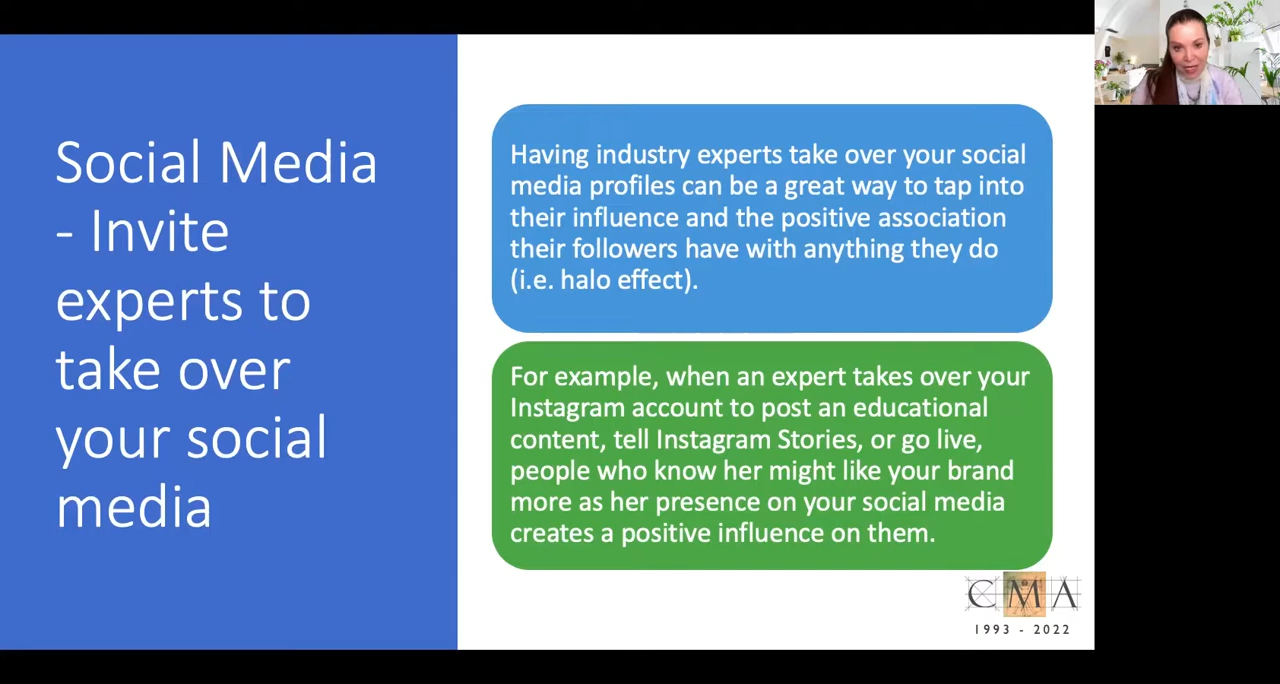 Social Media
- Invite
experts to
take over
your social
media
Having industry experts take over your social
media profiles can be a great way to tap into
their influence and the positive association
their followers have with anything they do
(i.e. halo effect).
For example, when an expert takes over your
Instagram account to post an educational
content, tell Instagram Stories, or go live,
people who know her might like your brand
more as her presence on your social media
creates a positive influence on them.
CMA
1993 - 2022